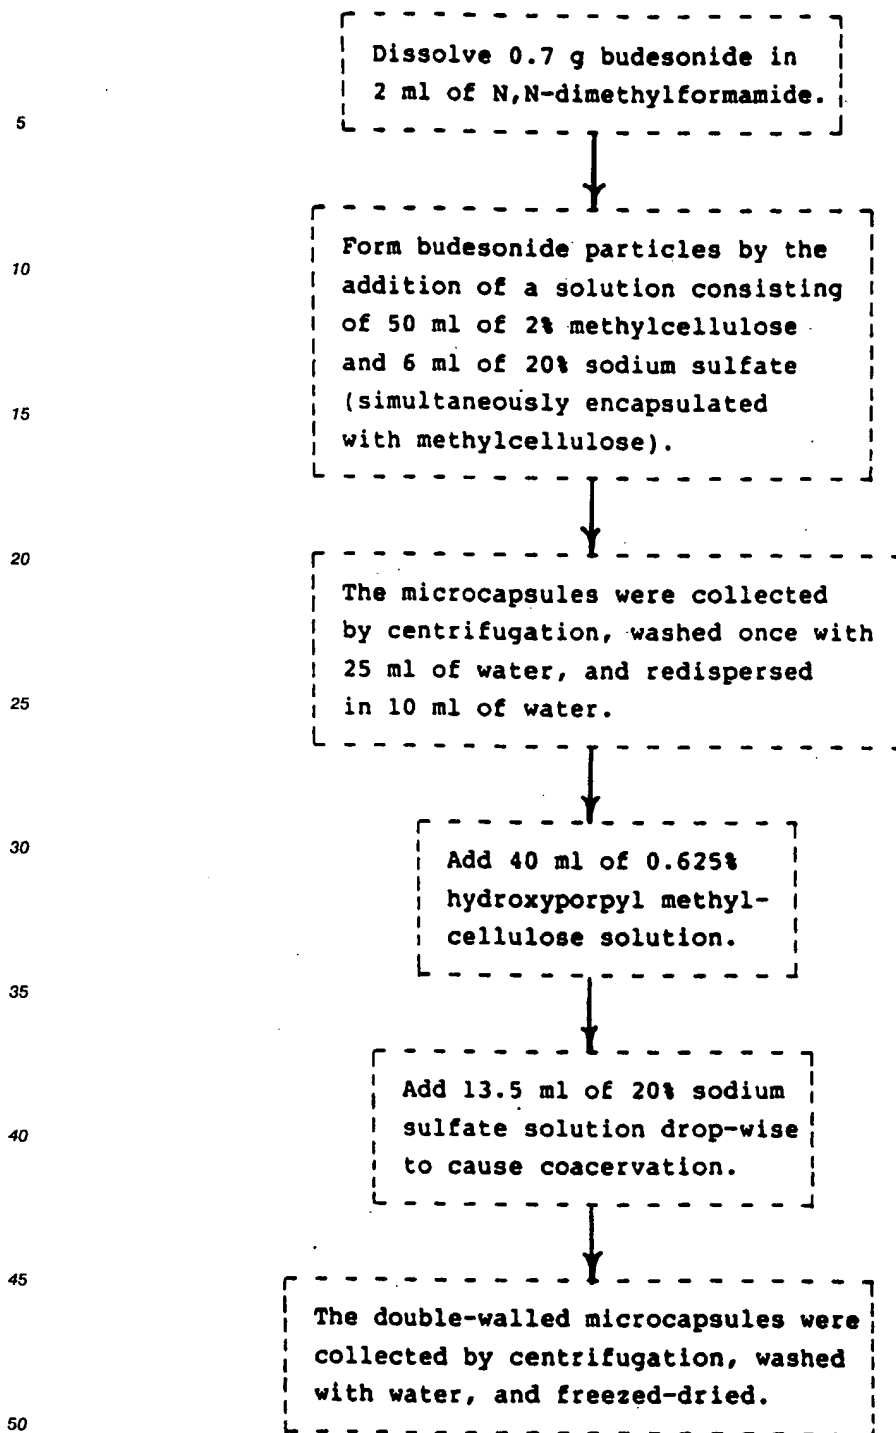 Dissolve 0.7 g budesonide in
2 ml of N,N-dimethylformamide.
5
Form budesonide particles by the
10
addition of a solution consisting
of 50 ml of 2% methylcellulose
and 6 ml of 20% sodium sulfate
15
(simultaneously encapsulated
with methylcellulose).
20
The microcapsules were collected
by centrifugation, washed once with
25 ml of water, and redispersed
25
in 10 ml of water.
30
Add 40 ml of 0.625%
hydroxyporpyl methyl-
cellulose solution.
35
Add 13.5 ml of 20% sodium
40
sulfate solution drop-wise
to cause coacervation.
45
The double-walled microcapsules were
collected by centrifugation, washed
with water, and freezed-dried.
50